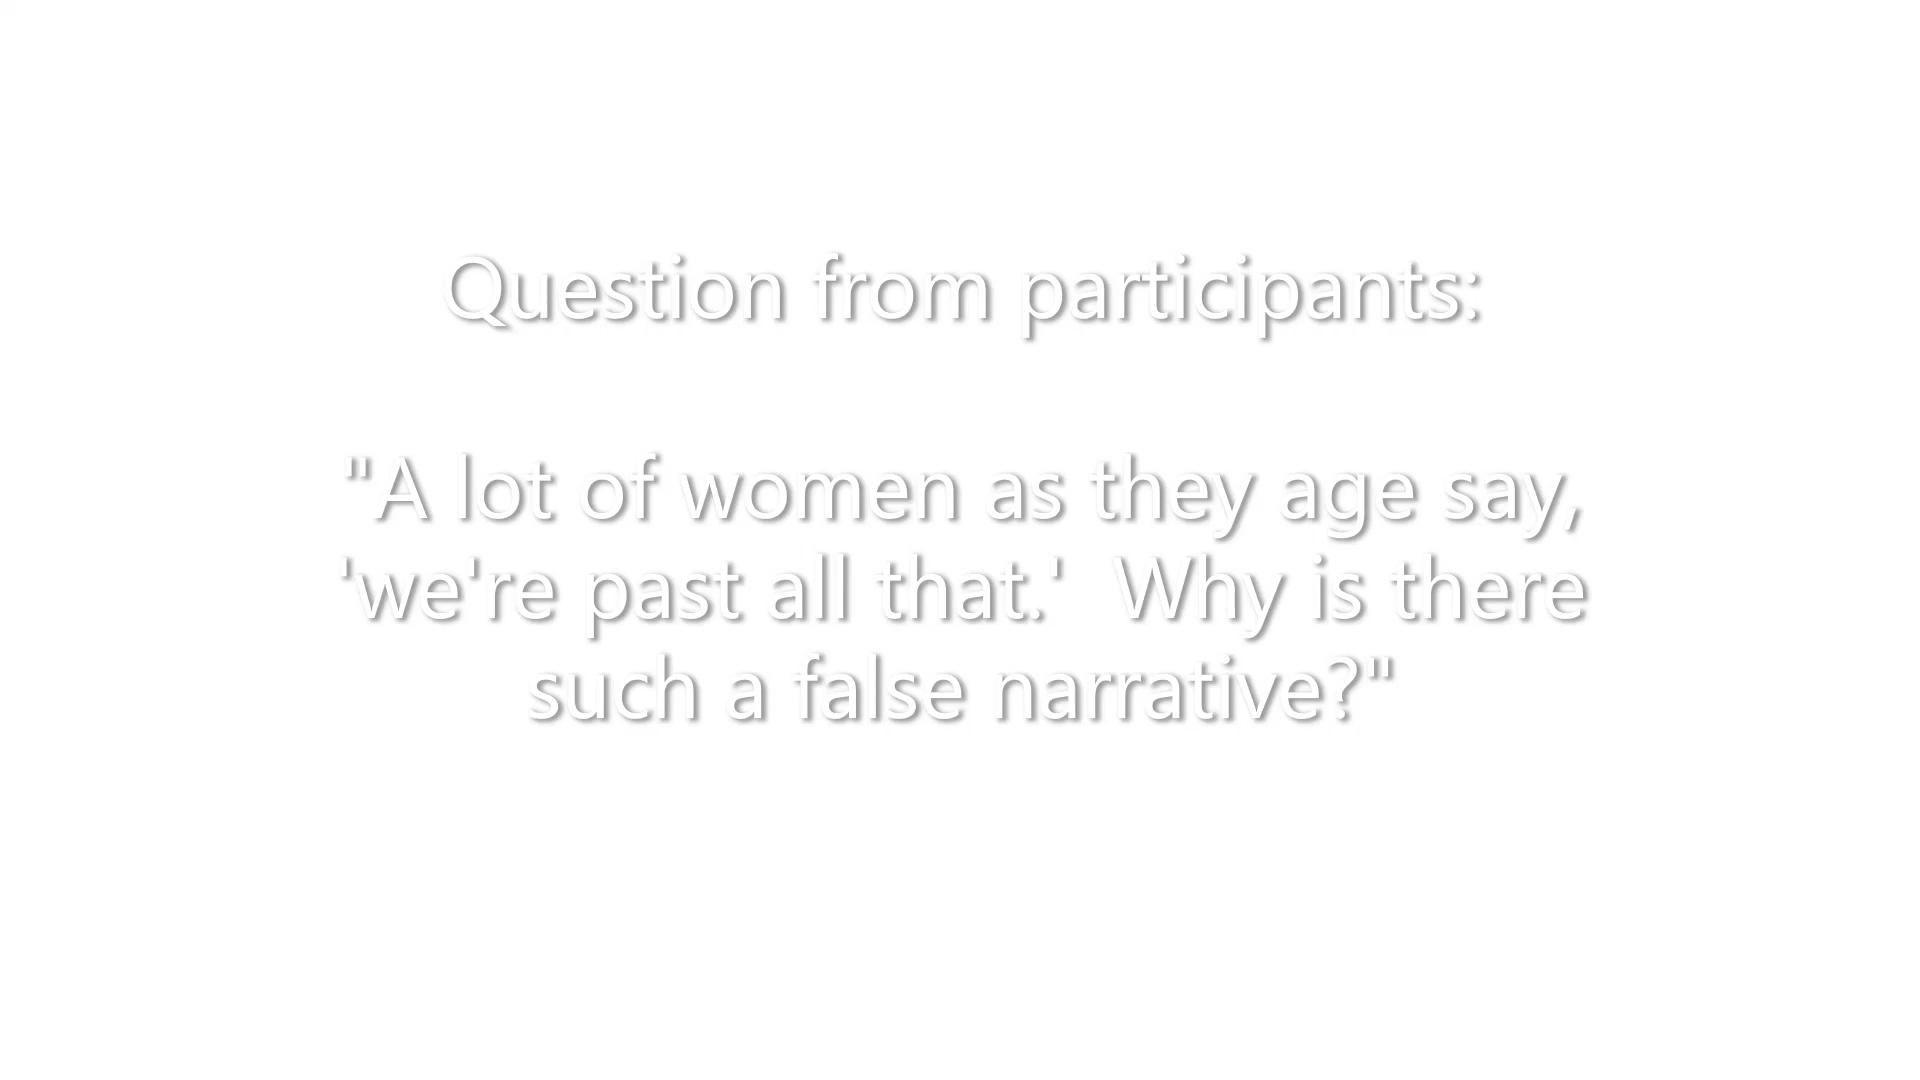 Question from participants:
"A lot of women as they age say,
'we're past all that.'  Why is there
such a false narrative?"